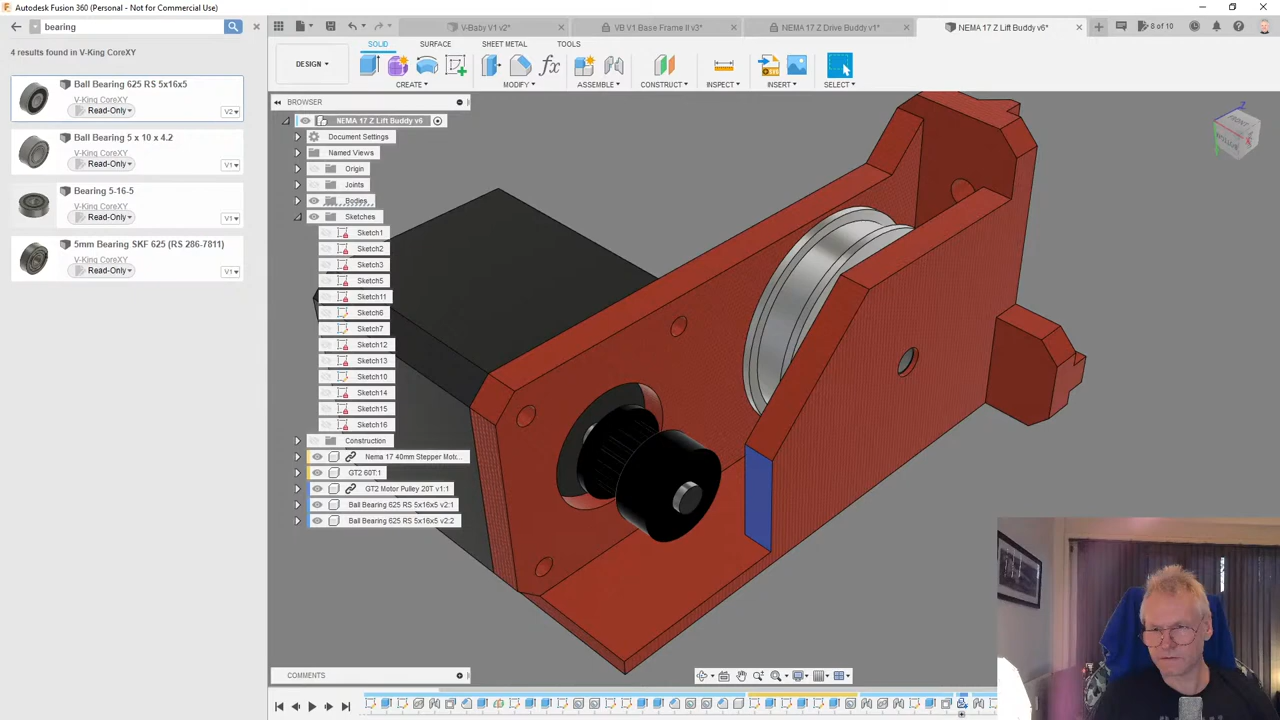 Autodesk Fusion 360 (Personal - Not for Commercial Use)
bearing
V-Baby V1 v2*
VB V1 Base Frame II v3*
NEMA 17 Z Drive Buddy v1*
NEMA 17 Z Lift Buddy v6*
8 of 10
4 results found in V-King CoreXY
SOLID
SURFACE
SHEET METAL
TOOLS
DESIGN
CREATE
MODIFY
ASSEMBLE
CONSTRUCT
INSPECT
INSERT
SELECT
Ball Bearing 625 RS 5x16x5
V-King CoreXY
Read-Only
V2
Ball Bearing 5 x 10 x 4.2
V-King CoreXY
Read-Only
V1
Bearing 5-16-5
V-King CoreXY
Read-Only
V1
5mm Bearing SKF 625 (RS 286-7811)
V-King CoreXY
Read-Only
V1
BROWSER
NEMA 17 Z Lift Buddy v6
Document Settings
Named Views
Origin
Joints
Bodies
Sketches
Sketch1
Sketch2
Sketch3
Sketch5
Sketch11
Sketch6
Sketch7
Sketch12
Sketch13
Sketch10
Sketch14
Sketch15
Sketch16
Construction
Nema 17 40mm Stepper Moto...
GT2 60T:1
GT2 Motor Pulley 20T v1:1
Ball Bearing 625 RS 5x16x5 v2:1
Ball Bearing 625 RS 5x16x5 v2:2
COMMENTS